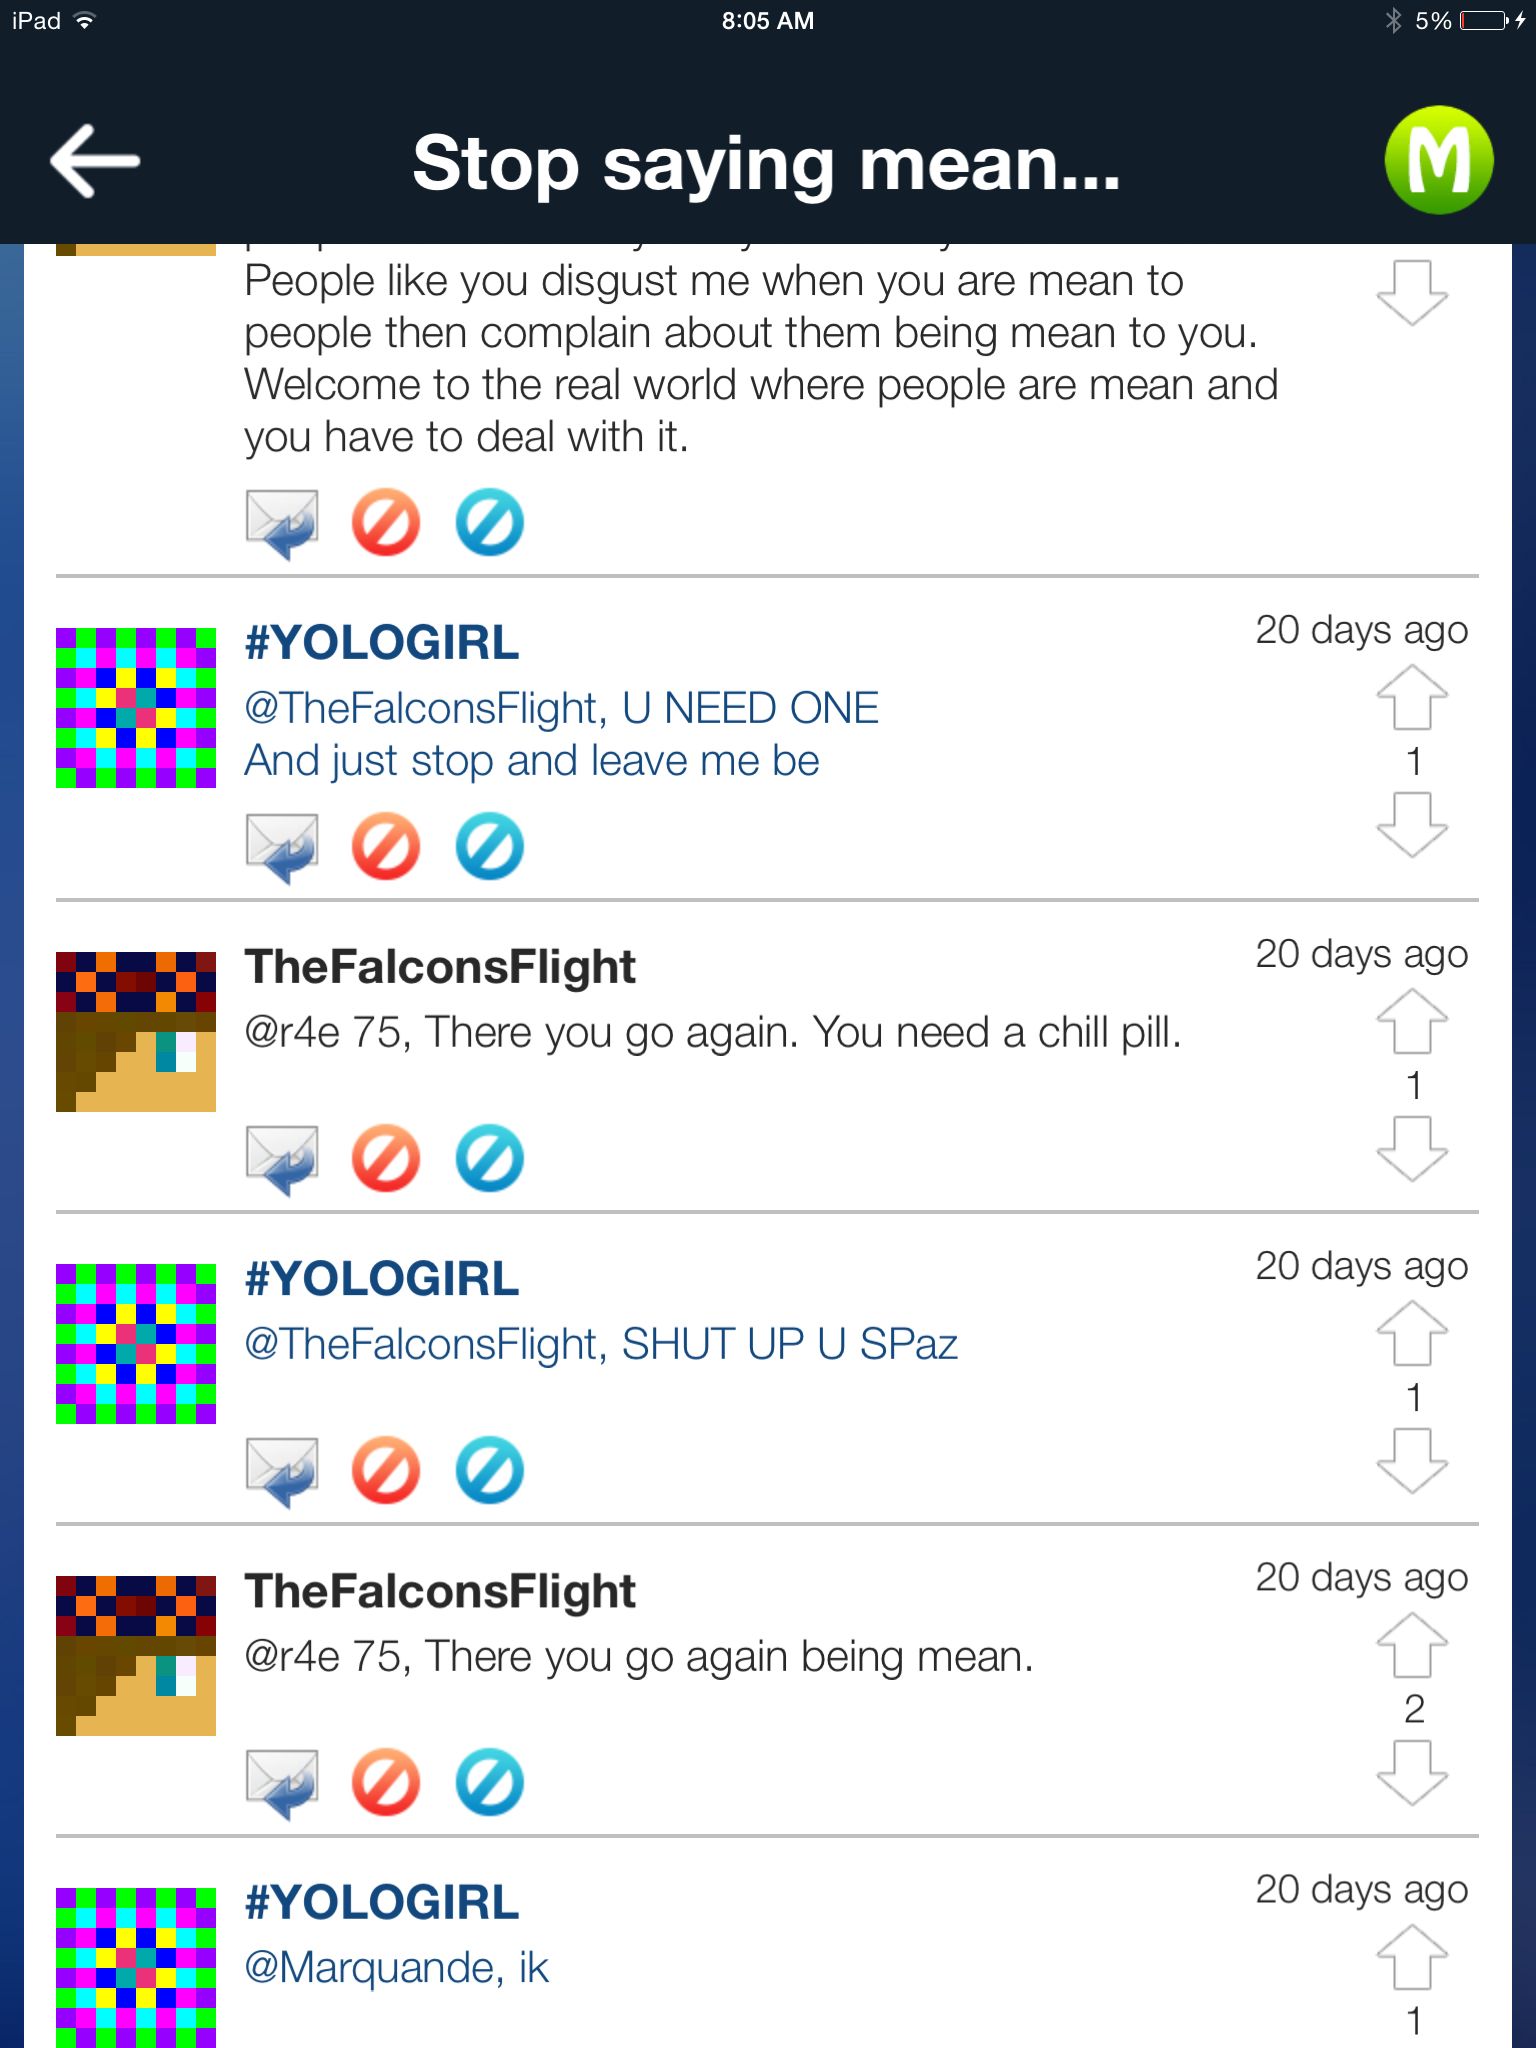 iPad
8:05 AM
5%
Stop saying mean...
M
People like you disgust me when you are mean to
people then complain about them being mean to you.
Welcome to the real world where people are mean and
you have to deal with it.
#YOLOGIRL
20 days ago
@TheFalconsFlight, U NEED ONE
And just stop and leave me be
1
TheFalconsFlight
20 days ago
@r4e 75, There you go again. You need a chill pill.
1
#YOLOGIRL
20 days ago
@TheFalconsFlight, SHUT UP U SPaz
1
TheFalconsFlight
20 days ago
@r4e 75, There you go again being mean.
2
#YOLOGIRL
20 days ago
@Marquande, ik
1